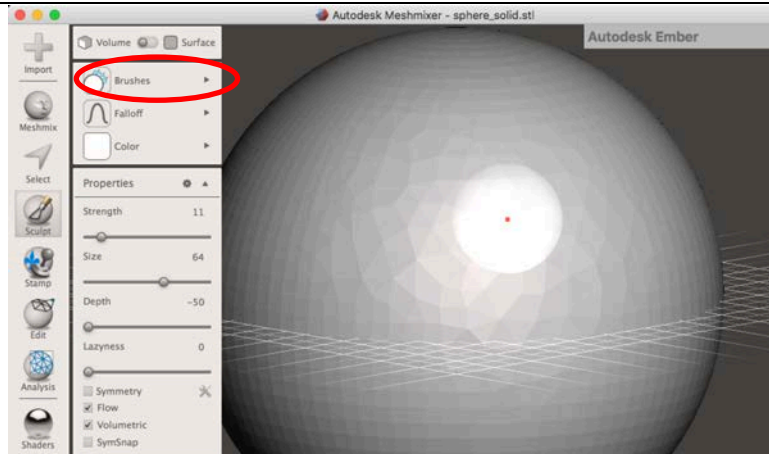 Autodesk Meshmixer - sphere_solid.stl
Autodesk Ember
Import
Meshmix
Select
Sculpt
Stamp
Edit
Analysis
Shaders
Volume Surface
Brushes
Falloff
Color
Properties
Strength 11
Size 64
Depth -50
Lazyness 0
Symmetry
Flow
Volumetric
SymSnap